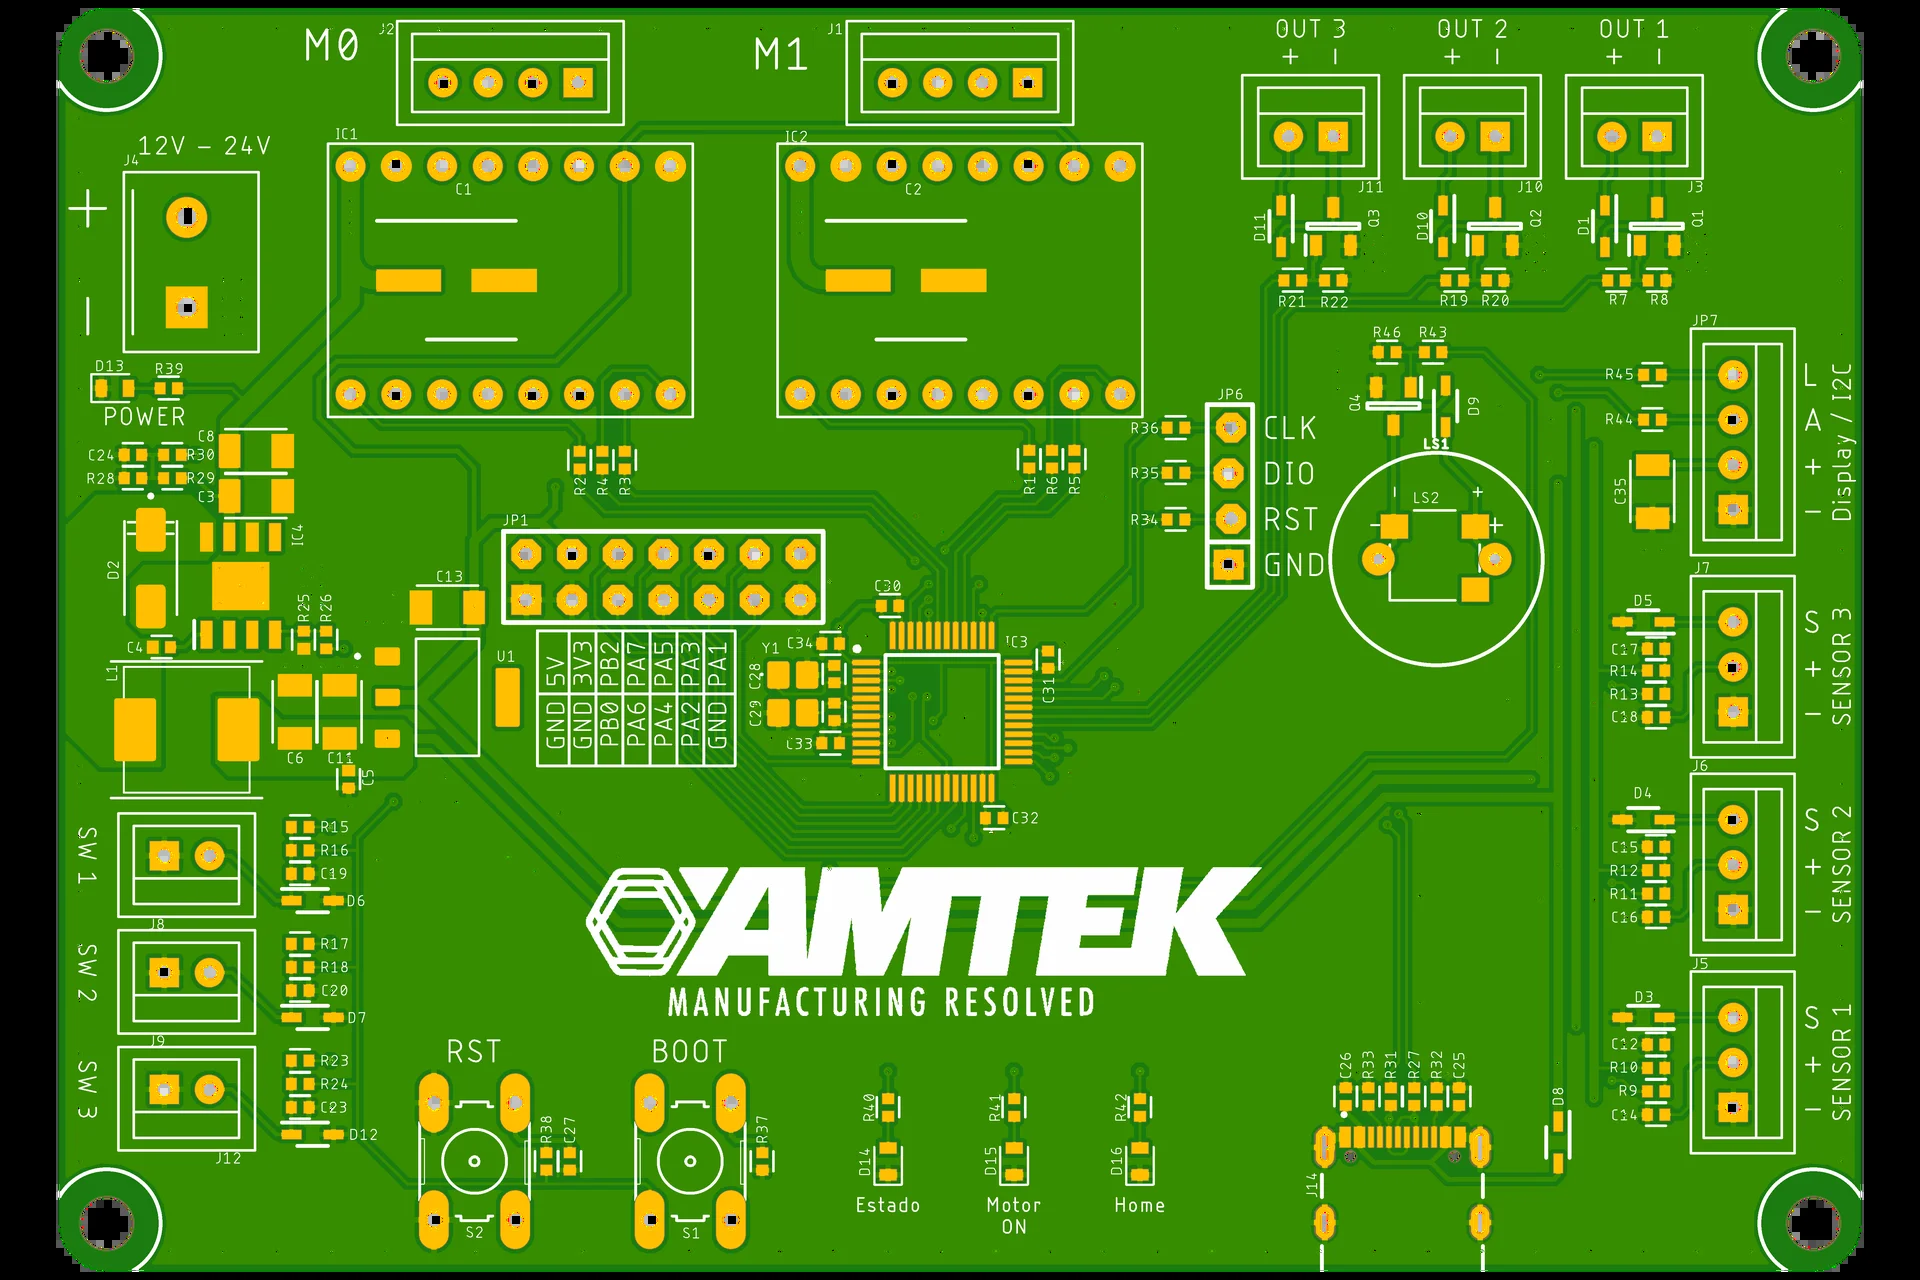 M0
J2
M1
J1
OUT 3
OUT 2
OUT 1
+ -
+ -
+ -
12V - 24V
J4
+
-
IC1
C1
IC2
C2
J11
J10
J3
D11
Q3
D10
Q2
D1
Q1
R21
R22
R19
R20
R7
R8
D13
R39
POWER
C24
R30
R28
R29
C8
C3
IC4
D2
R25
R26
C4
L1
C6
C11
C5
C13
U1
R2
R4
R3
R1
R6
R5
JP1
5V
3V3
PB2
PA7
PA5
PA3
PA1
GND
GND
PB0
PA6
PA4
PA2
GND
Y1
C34
C28
C29
C33
C30
IC3
C31
C32
JP6
R36
CLK
R35
DIO
R34
RST
GND
R46
R43
Q4
D9
LS1
LS2
- +
- +
JP7
R45
R44
C35
L
A
+
-
Display / I2C
J7
D5
C17
R14
R13
C18
S
+
-
SENSOR 3
J6
D4
C15
R12
R11
C16
S
+
-
SENSOR 2
J5
D3
C12
R10
R9
C14
S
+
-
SENSOR 1
SW 1
R15
R16
C19
D6
J8
SW 2
R17
R18
C20
D7
J9
SW 3
R23
R24
C23
D12
J12
AMTEK
MANUFACTURING RESOLVED
RST
BOOT
R38
C27
S2
R37
S1
R40
D14
Estado
R41
D15
Motor
ON
R42
D16
Home
C26
R33
R31
R27
R32
C25
J14
D8